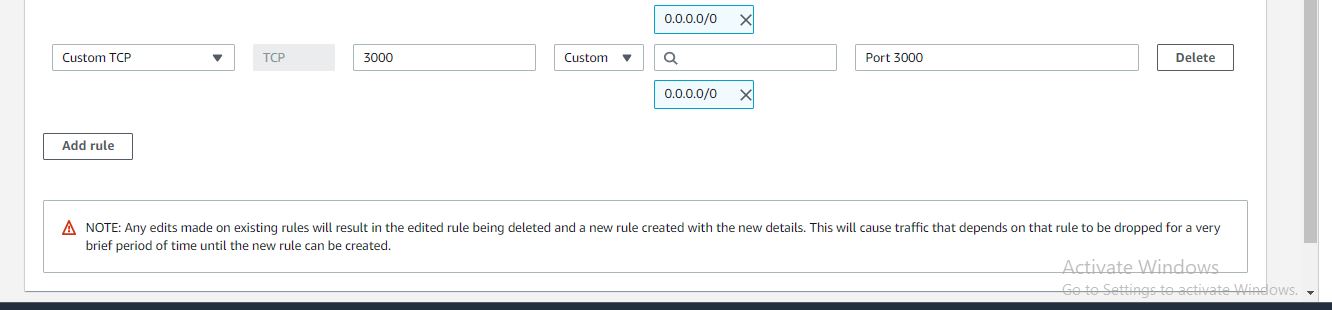 0.0.0.0/0
Custom TCP TCP 3000 Custom Port 3000 Delete
0.0.0.0/0
Add rule
NOTE: Any edits made on existing rules will result in the edited rule being deleted and a new rule created with the new details. This will cause traffic that depends on that rule to be dropped for a very
brief period of time until the new rule can be created.
Activate Windows
Go to Settings to activate Windows.